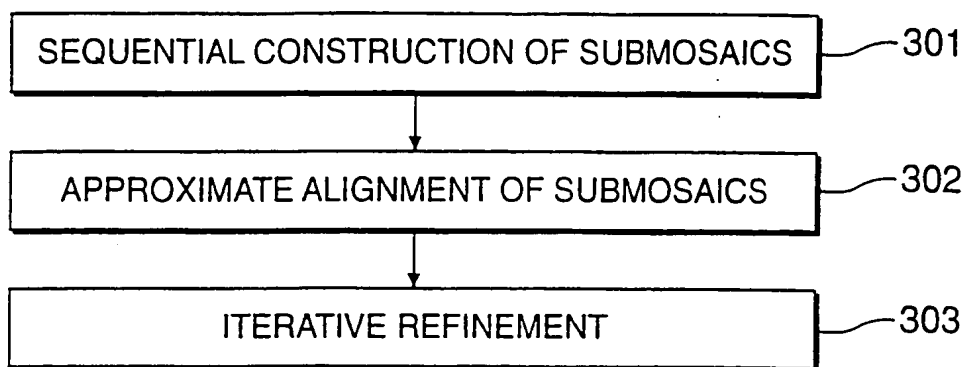 SEQUENTIAL CONSTRUCTION OF SUBMOSAICS
301
APPROXIMATE ALIGNMENT OF SUBMOSAICS
302
ITERATIVE REFINEMENT
303